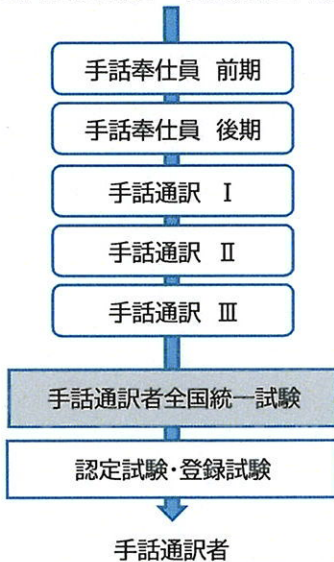 手話奉仕員 前期
手話奉仕員 後期
手話通訳 Ⅰ
手話通訳 Ⅱ
手話通訳 Ⅲ
手話通訳者全国統一試験
認定試験・登録試験
手話通訳者